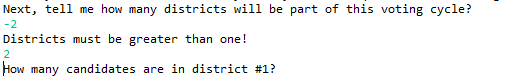 Next, tell me how many districts will be part of this voting cycle?
-2
Districts must be greater than one!
2
How many candidates are in district #1?